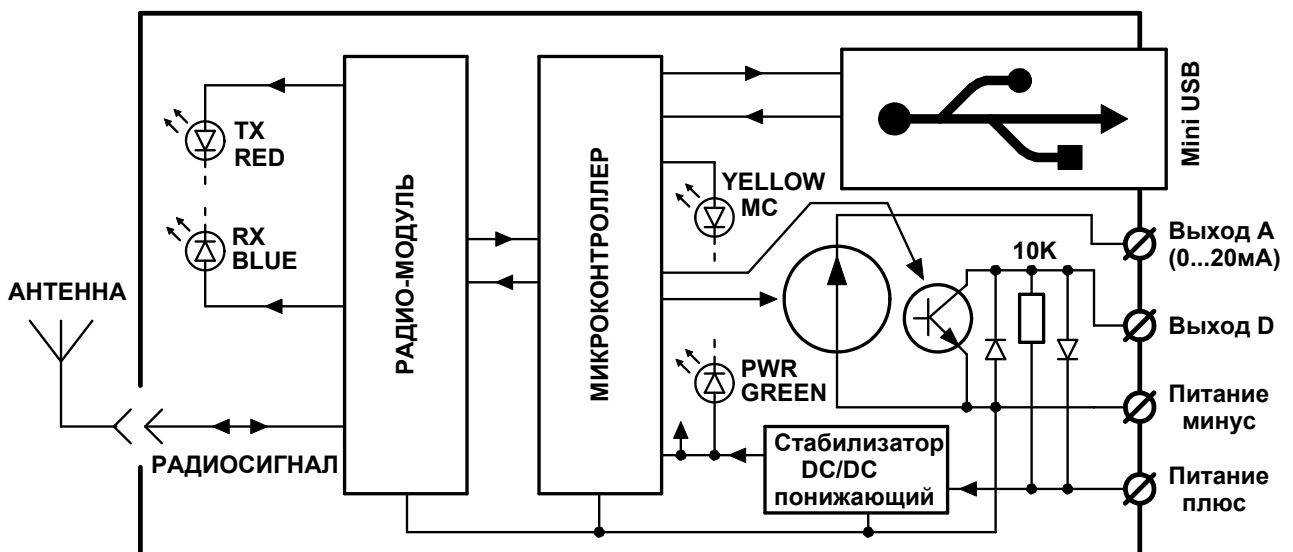 TX
RED
RX
BLUE
АНТЕННА
РАДИОСИГНАЛ
РАДИО-МОДУЛЬ
МИКРОКОНТРОЛЛЕР
YELLOW
MC
PWR
GREEN
Стабилизатор
DC/DC
понижающий
10K
Mini USB
Выход А
(0...20мА)
Выход D
Питание
минус
Питание
плюс